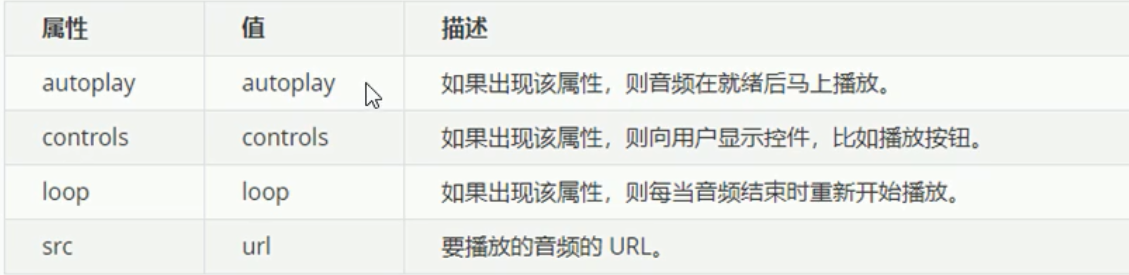 属性 值 描述
autoplay autoplay 如果出现该属性，则音频在就绪后马上播放。
controls controls 如果出现该属性，则向用户显示控件，比如播放按钮。
loop loop 如果出现该属性，则每当音频结束时重新开始播放。
src url 要播放的音频的 URL。